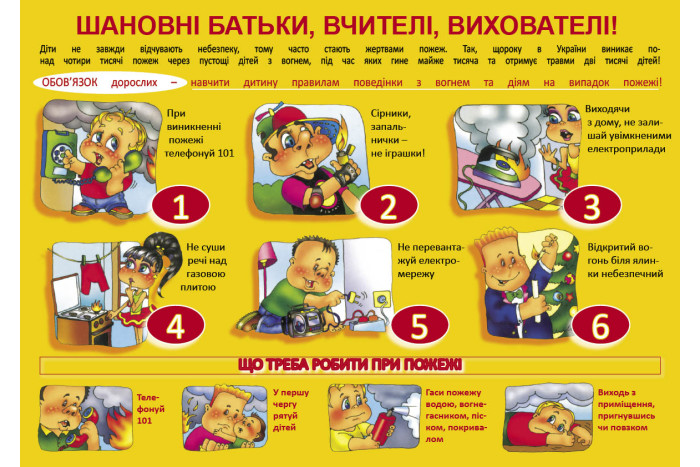 ШАНОВНІ БАТЬКИ, ВЧИТЕЛІ, ВИХОВАТЕЛІ!
Діти не завжди відчувають небезпеку, тому часто стають жертвами пожеж. Так, щороку в України виникає по-
над чотири тисячі пожеж через пустощі дітей з вогнем, під час яких гине майже тисяча та отримує травми дві тисячі дітей!
ОБОВ'ЯЗОК дорослих – навчити дитину правилам поведінки з вогнем та діям на випадок пожежі!
При
виникненні
пожежі
телефонуй 101
1
Сірники,
запаль-
нички –
не іграшки!
2
Виходячи
з дому, не зали-
шай увімкненими
електроприлади
3
Не суши
речі над
газовою
плитою
4
Не переванта-
жуй електро-
мережу
5
Відкритий во-
гонь біля ялин-
ки небезпечний
6
ЩО ТРЕБА РОБИТИ ПРИ ПОЖЕЖІ
Теле-
фонуй
101
У першу
чергу
рятуй
дітей
Гаси пожежу
водою, вогне-
гасником, піс-
ком, покрива-
лом
Виходь з
приміщення,
пригнувшись
чи поваком